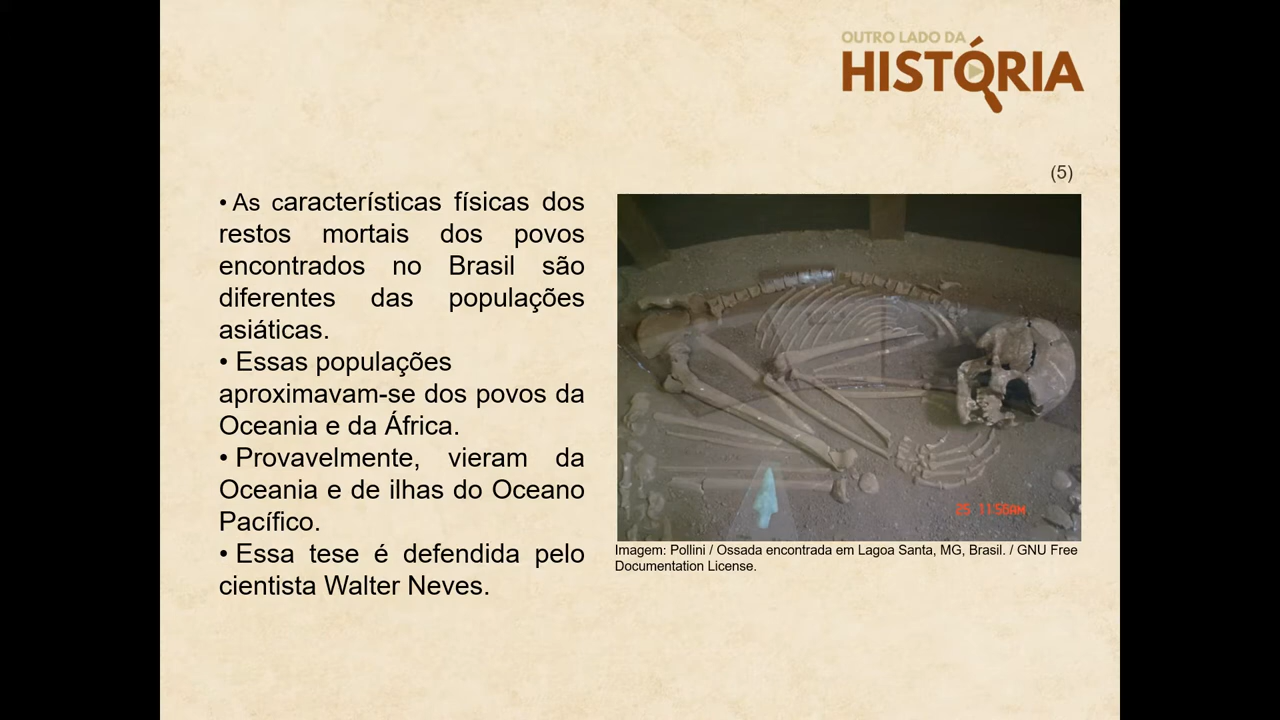 OUTRO LADO DA
HISTÓRIA
(5)
• As características físicas dos
restos mortais dos povos
encontrados no Brasil são
diferentes das populações
asiáticas.
• Essas populações
aproximavam-se dos povos da
Oceania e da África.
• Provavelmente, vieram da
Oceania e de ilhas do Oceano
Pacífico.
• Essa tese é defendida pelo
cientista Walter Neves.
25 11:58AM
Imagem: Pollini / Ossada encontrada em Lagoa Santa, MG, Brasil. / GNU Free
Documentation License.